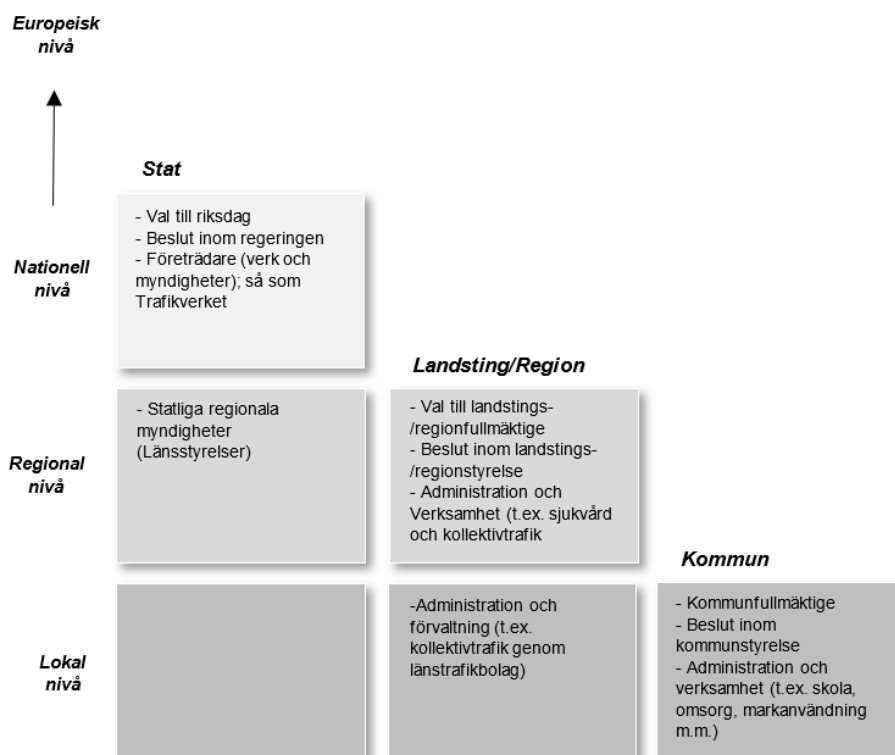 Europeisk
nivå
Stat
- Val till riksdag
- Beslut inom regeringen
- Företrädare (verk och
myndigheter); så som
Trafikverket
Nationell
nivå
Landsting/Region
- Statliga regionala
myndigheter
(Länsstyrelser)
- Val till landstings-
/regionfullmäktige
- Beslut inom landstings-
/regionstyrelse
- Administration och
Verksamhet (t.ex. sjukvård
och kollektivtrafik
Regional
nivå
Kommun
-Administration och
förvaltning (t.ex.
kollektivtrafik genom
länstrafikbolag)
- Kommunfullmäktige
- Beslut inom
kommunstyrelse
- Administration och
verksamhet (t.ex. skola,
omsorg, markanvändning
m.m.)
Lokal
nivå